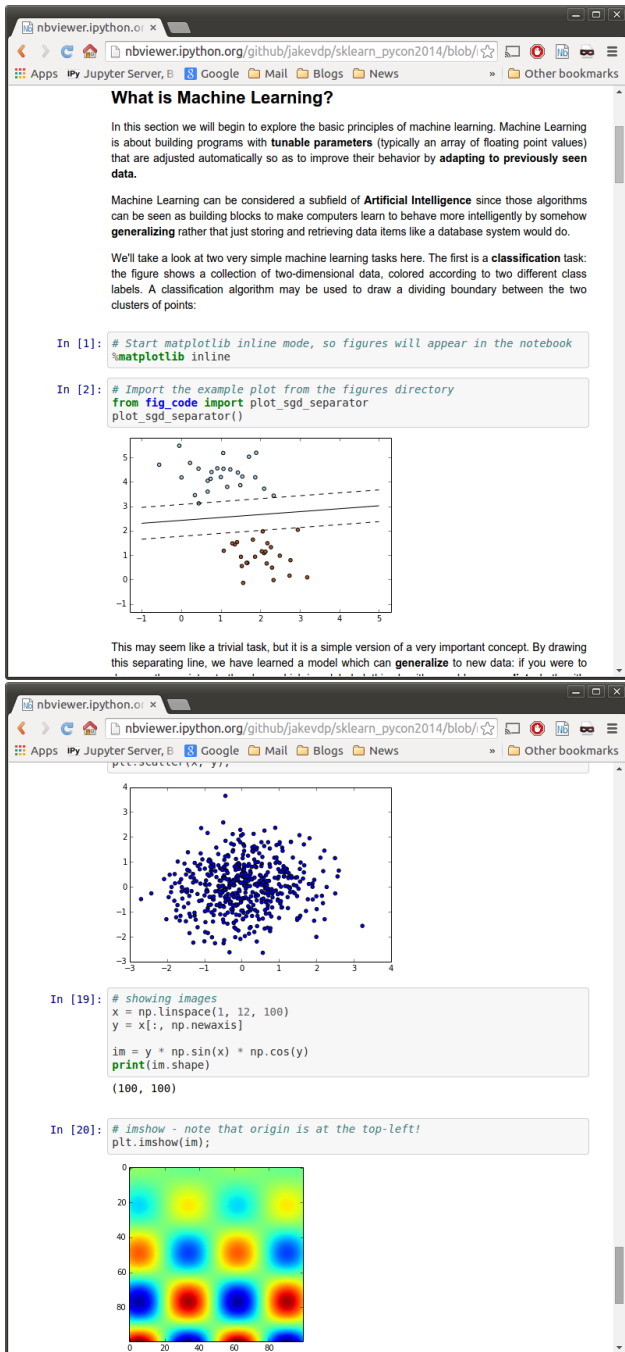 Nb iPython or
nbviewer.ipython.org/github/jakevdp/sklearn_pycon2014/blob/
Apps IPy Jupyter Server, B Google Mail Blogs News » Other bookmarks
What is Machine Learning?
In this section we will begin to explore the basic principles of machine learning. Machine Learning
is about building programs with tunable parameters (typically an array of floating point values)
that are adjusted automatically so as to improve their behavior by adapting to previously seen
data.
Machine Learning can be considered a subfield of Artificial Intelligence since those algorithms
can be seen as building blocks to make computers learn to behave more intelligently by somehow
generalizing rather that just storing and retrieving data items like a database system would do.
We'll take a look at two very simple machine learning tasks here. The first is a classification task:
the figure shows a collection of two-dimensional data, colored according to two different class
labels. A classification algorithm may be used to draw a dividing boundary between the two
clusters of points:
In [1]: # Start matplotlib inline mode, so figures will appear in the notebook
%matplotlib inline
In [2]: # Import the example plot from the figures directory
from fig_code import plot_sgd_separator
plot_sgd_separator()
5
4
3
2
1
0
−1
−1 0 1 2 3 4 5
This may seem like a trivial task, but it is a simple version of a very important concept. By drawing
this separating line, we have learned a model which can generalize to new data: if you were to
nbviewer.ipython.org/github/jakevdp/sklearn_pycon2014/blob/
Apps IPy Jupyter Server, B Google Mail Blogs News » Other bookmarks
plt.scatter(x, y);
4
3
2
1
0
−1
−2
−3
−3 −2 −1 0 1 2 3 4
In [19]: # showing images
x = np.linspace(1, 12, 100)
y = x[:, np.newaxis]
im = y * np.sin(x) * np.cos(y)
print(im.shape)
(100, 100)
In [20]: # imshow - note that origin is at the top-left!
plt.imshow(im);
0
20
40
60
80
0 20 40 60 80